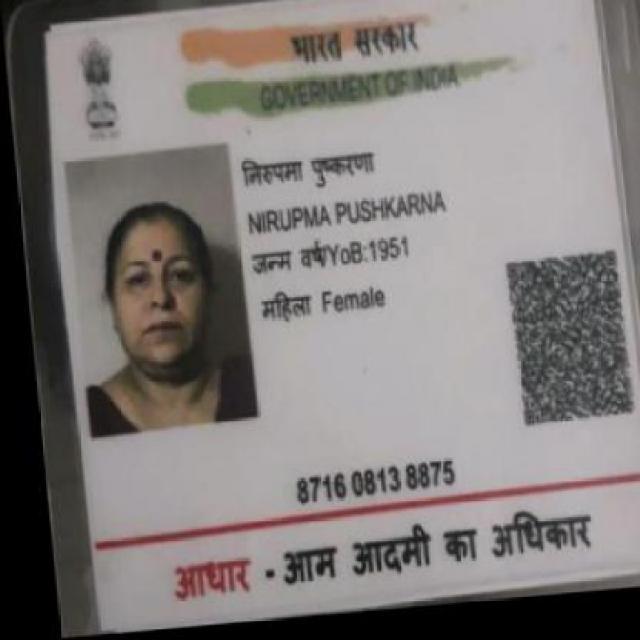 भारत सरकार
GOVERNMENT OF INDIA
निरुपमा पुष्करणा
NIRUPMA PUSHKARNA
जन्म वर्ष/YoB:1951
महिला Female
8716 0813 8875
आधार - आम आदमी का अधिकार